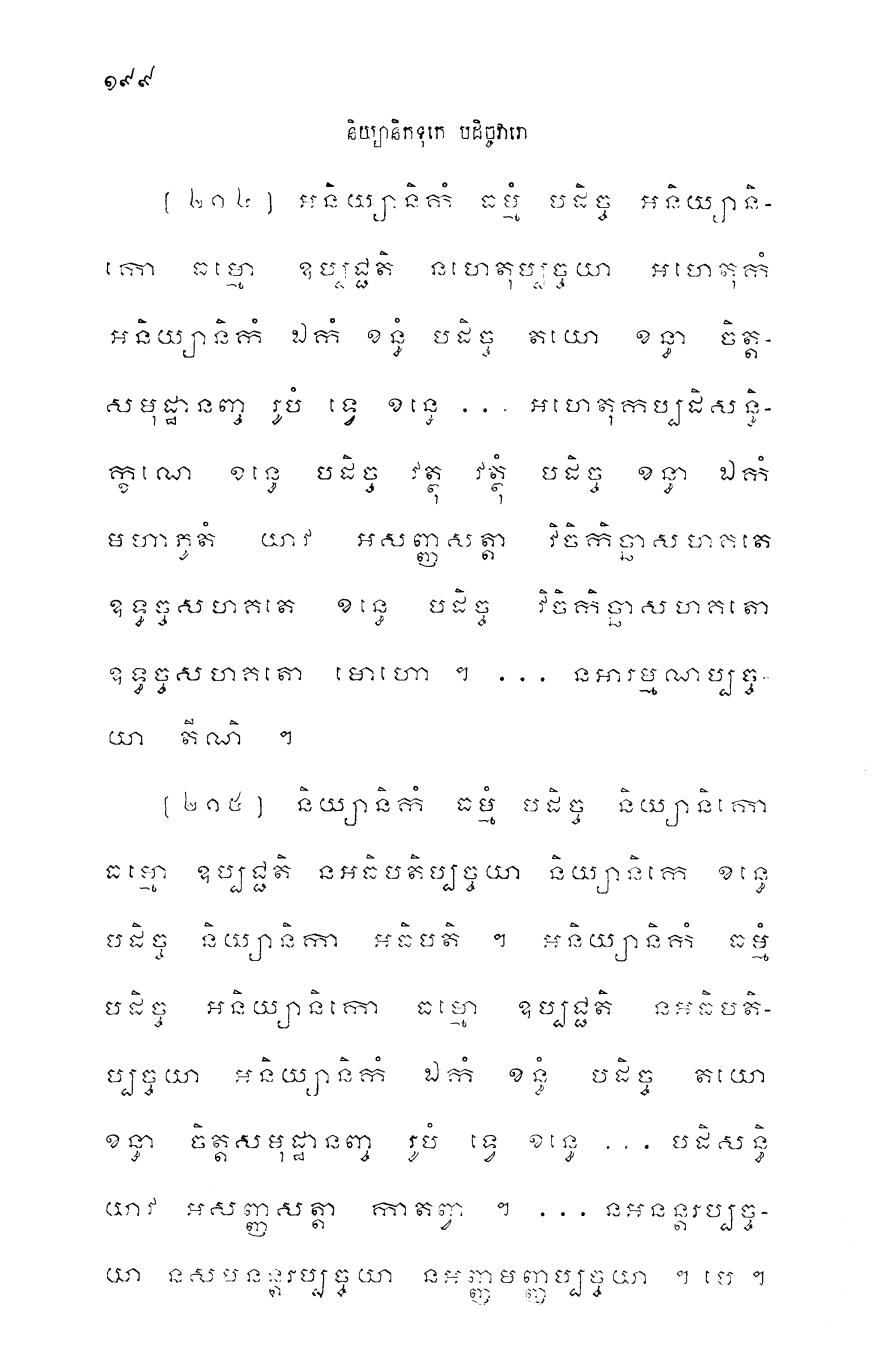 ១៩៩
និយ្យានិកទុកេ បដិច្ចវារោ
[២១៤] អនិយ្យានិកំ ធម្មំ បដិច្ច អនិយ្យានិ-
កោ ធម្មោ ឧប្បជ្ជតិ នហេតុប្បច្ចយា អហេតុកំ
អនិយ្យានិកំ ឯកំ ខន្ធំ បដិច្ច តយោ ខន្ធា ចិត្ត-
សមុដ្ឋានញ្ច រូបំ ទ្វេ ខន្ធេ ... អហេតុកប្បដិសន្ធិ-
ក្ខណេ ខន្ធេ បដិច្ច វត្ថុ វត្ថុំ បដិច្ច ខន្ធា ឯកំ
មហាភូតំ យាវ អសញ្ញសត្តា វិចិកិច្ឆាសហគតេ
ឧទ្ធច្ចសហគតេ ខន្ធេ បដិច្ច វិចិកិច្ឆាសហគតោ
ឧទ្ធច្ចសហគតោ មោហោ ។ ... នអារម្មណប្បច្ច-
យា តីណិ ។
[២១៥] និយ្យានិកំ ធម្មំ បដិច្ច និយ្យានិកោ
ធម្មោ ឧប្បជ្ជតិ នអធិបតិប្បច្ចយា និយ្យានិកេ ខន្ធេ
បដិច្ច និយ្យានិកា អធិបតិ ។ អនិយ្យានិកំ ធម្មំ
បដិច្ច អនិយ្យានិកោ ធម្មោ ឧប្បជ្ជតិ នអធិបតិ-
ប្បច្ចយា អនិយ្យានិកំ ឯកំ ខន្ធំ បដិច្ច តយោ
ខន្ធា ចិត្តសមុដ្ឋានញ្ច រូបំ ទ្វេ ខន្ធេ ... បដិសន្ធិ
យាវ អសញ្ញសត្តា កាតព្វា ។ ... នអនន្តរប្បច្ច-
យា នសមនន្តរប្បច្ចយា នអញ្ញមញ្ញប្បច្ចយា ។ បេ ។